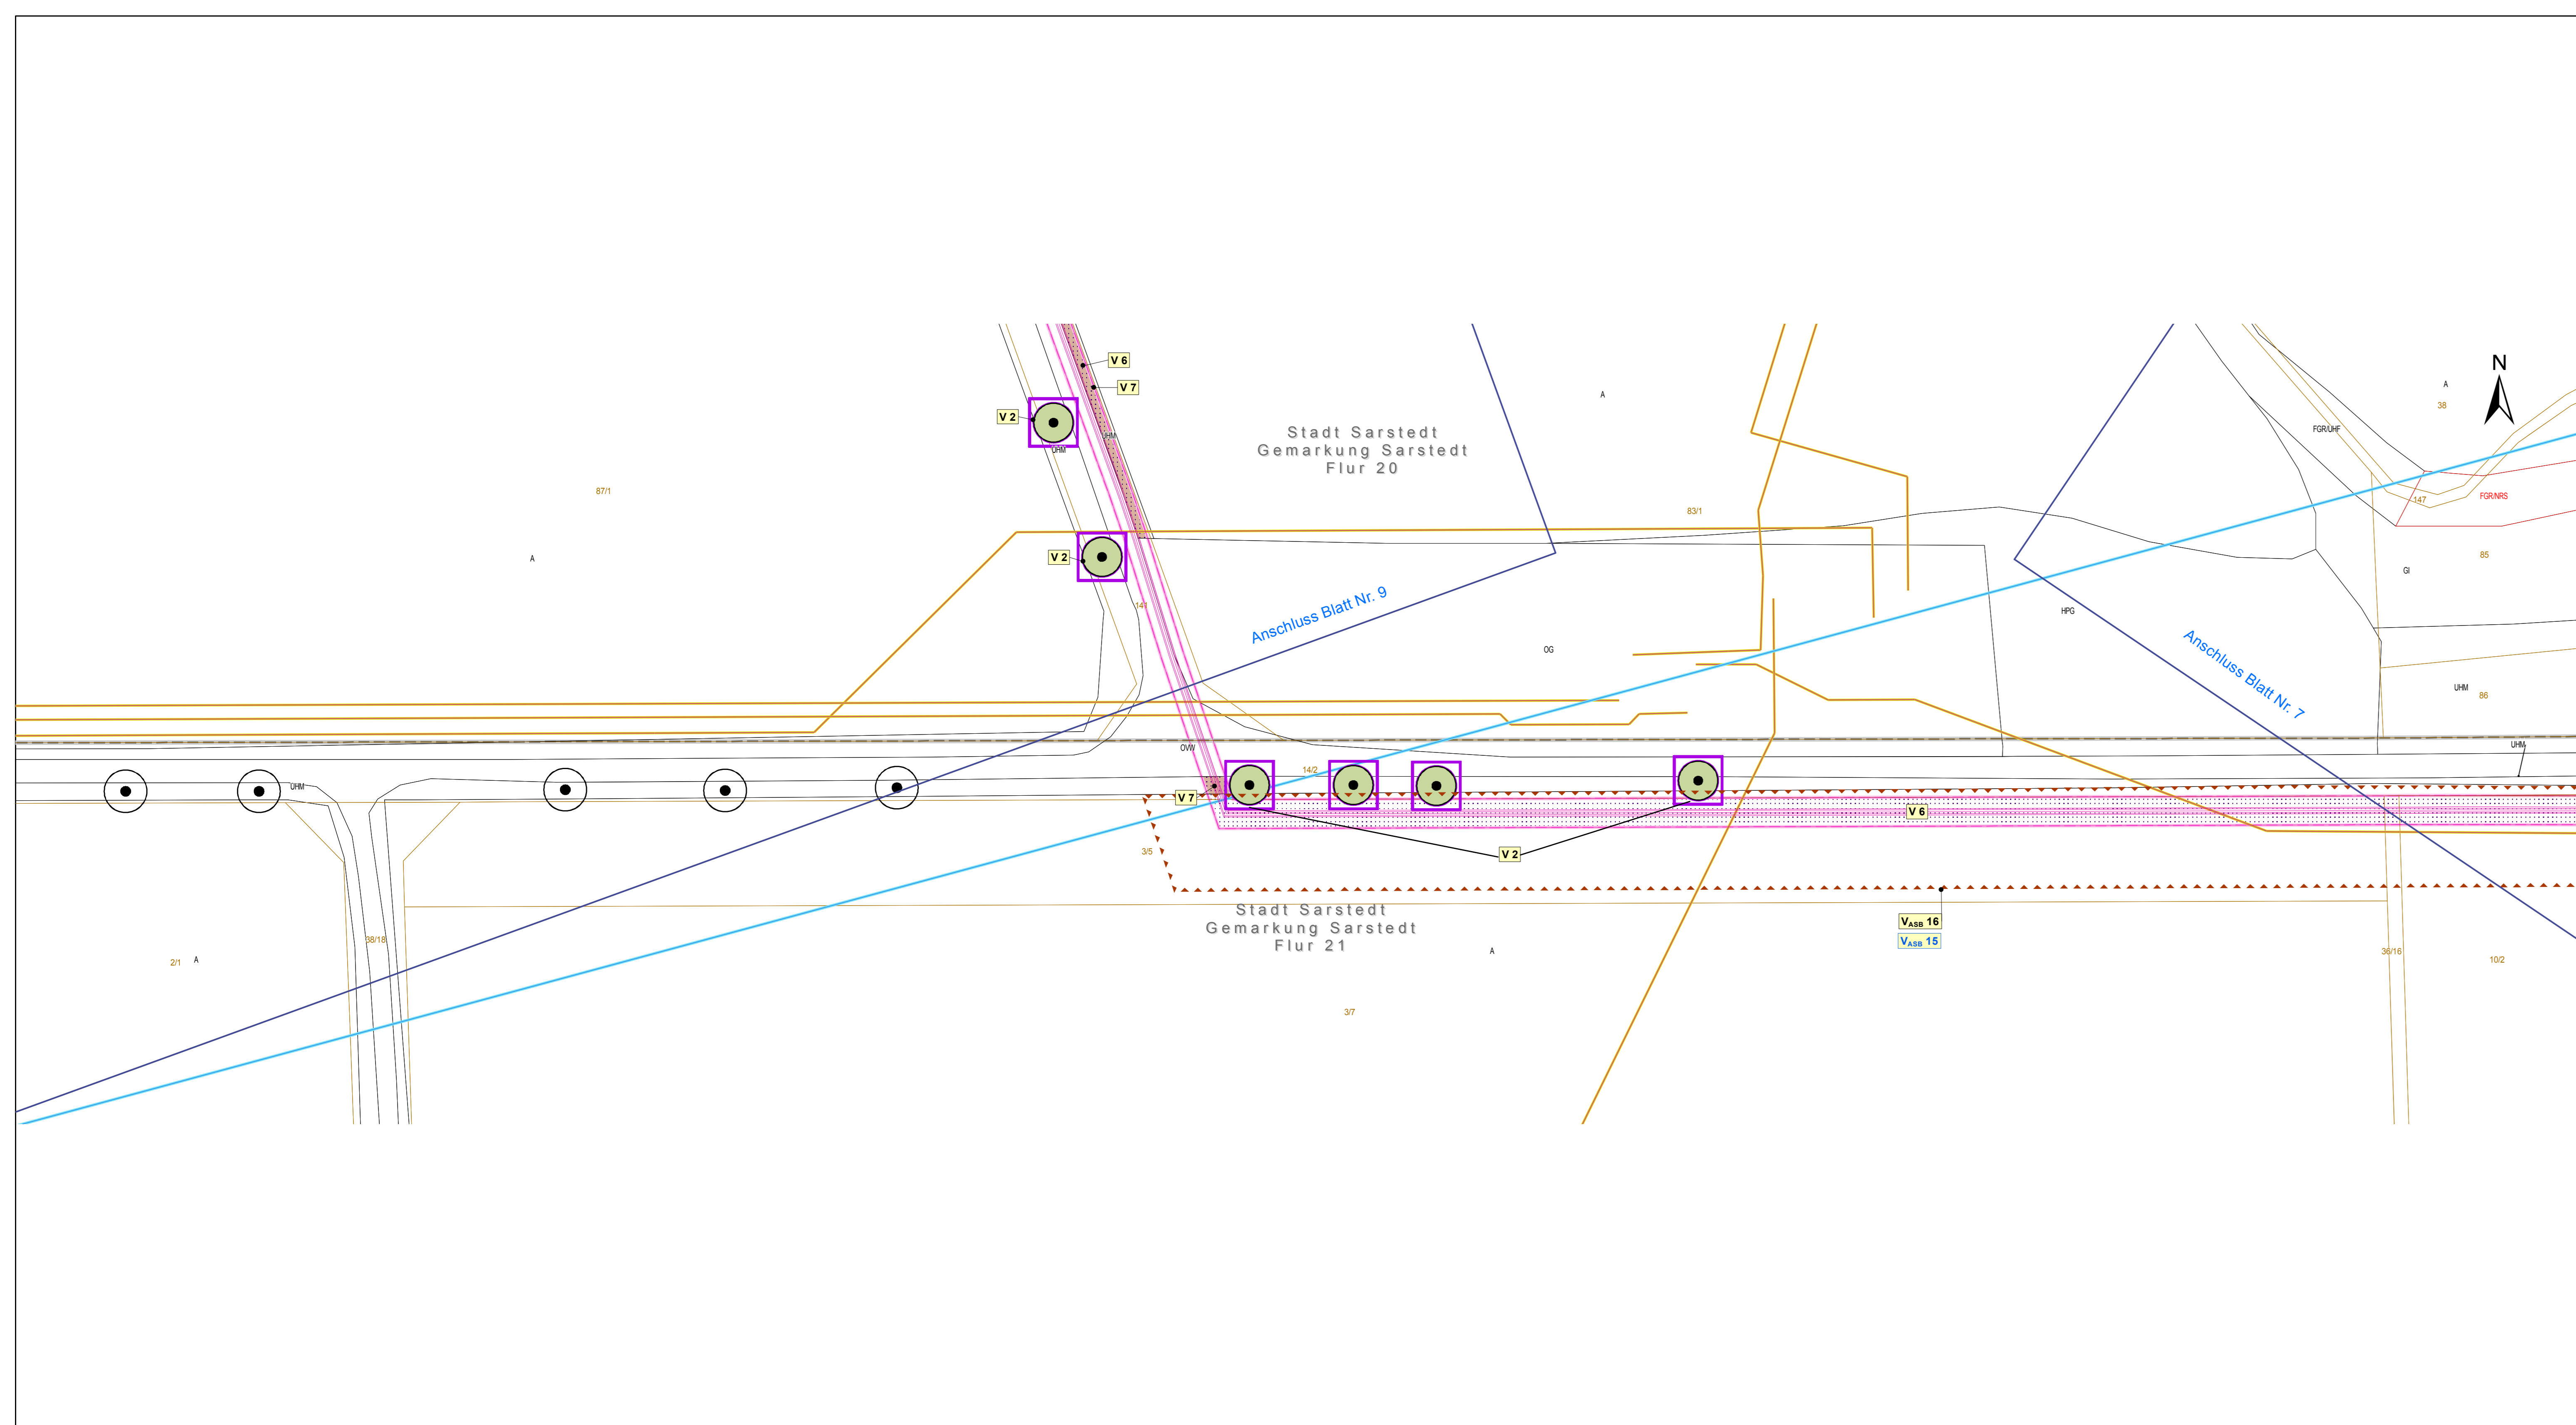 N
V 6
V 7
V 2
UHM
UHM
Stadt Sarstedt
Gemarkung Sarstedt
Flur 20
A
A
38
FGR/UHF
FGR/NRS
147
87/1
83/1
A
V 2
85
GI
141
Anschluss Blatt Nr. 9
HPG
OG
Anschluss Blatt Nr. 7
UHM
86
OVW
UHM
14/2
UHM
V 7
V 6
3/5
V 2
Stadt Sarstedt
Gemarkung Sarstedt
Flur 21
VASB 16
VASB 15
38/18
2/1
A
A
36/16
10/2
3/7